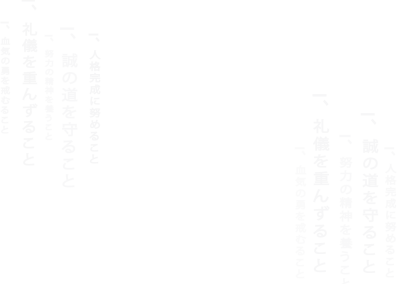 一、人格完成に努めること
一、誠の道を守ること
一、努力の精神を養うこと
一、礼儀を重んずること
一、血気の勇を戒むること
一、人格完成に努めること
一、誠の道を守ること
一、努力の精神を養うこと
一、礼儀を重んずること
一、血気の勇を戒むること